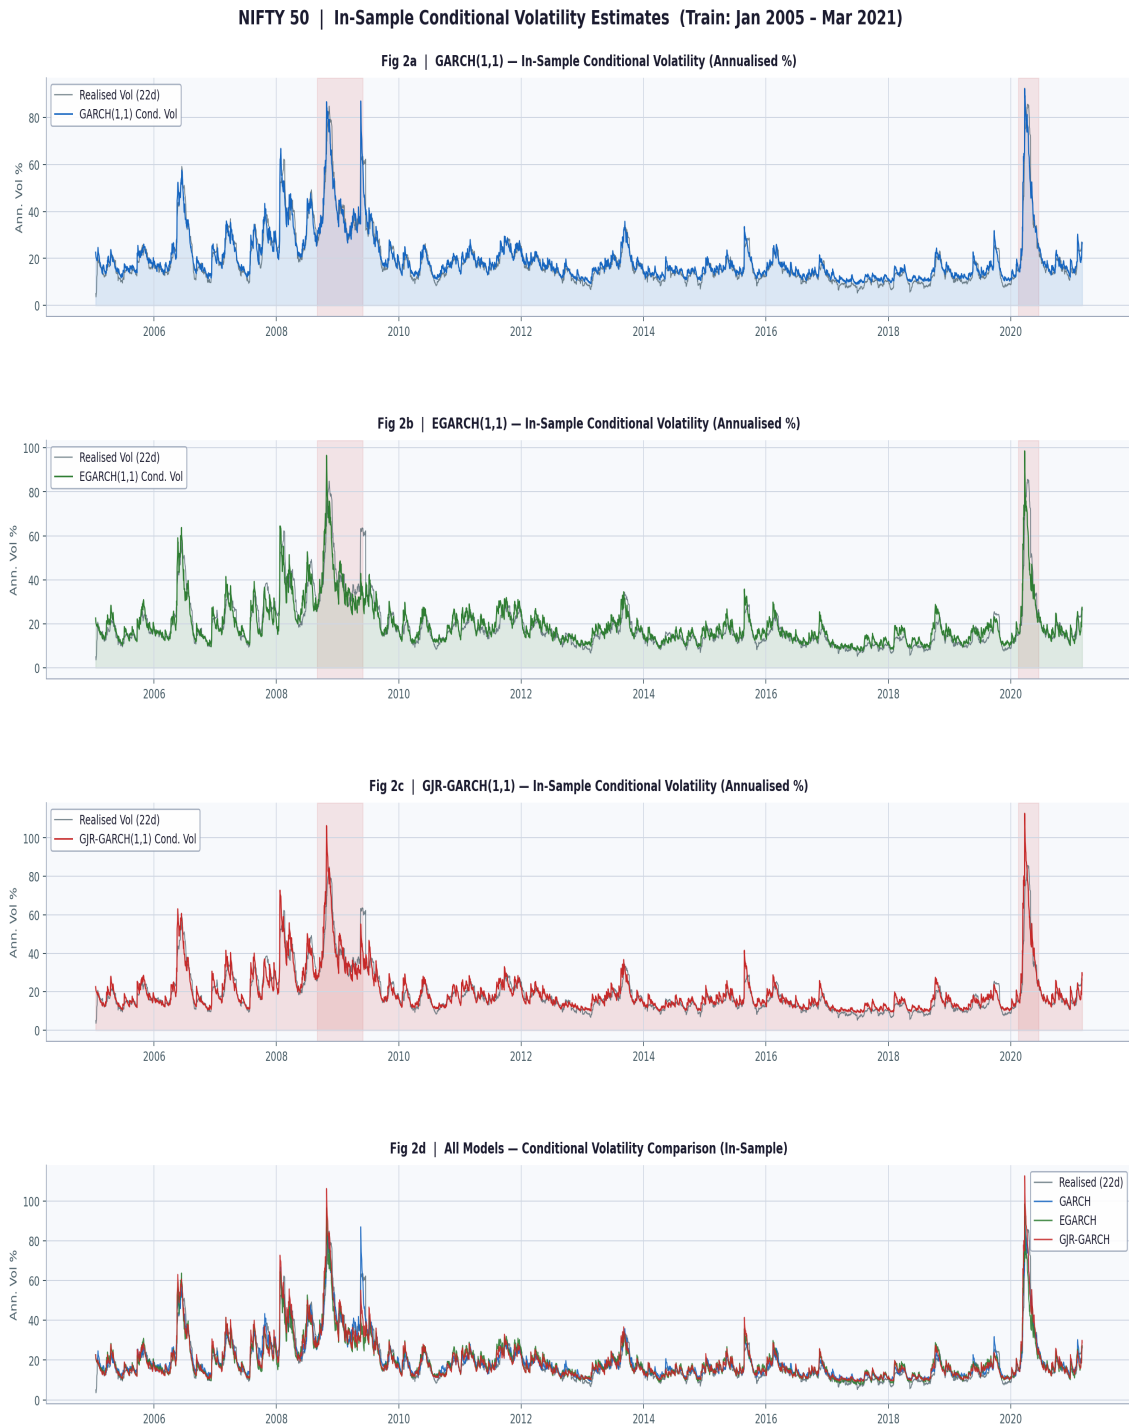 NIFTY 50 | In-Sample Conditional Volatility Estimates (Train: Jan 2005 – Mar 2021)
Fig 2a | GARCH(1,1) — In-Sample Conditional Volatility (Annualised %)
Realised Vol (22d)
GARCH(1,1) Cond. Vol
Ann. Vol %
80
60
40
20
0
2006 2008 2010 2012 2014 2016 2018 2020
Fig 2b | EGARCH(1,1) — In-Sample Conditional Volatility (Annualised %)
Realised Vol (22d)
EGARCH(1,1) Cond. Vol
Ann. Vol %
100
80
60
40
20
0
2006 2008 2010 2012 2014 2016 2018 2020
Fig 2c | GJR-GARCH(1,1) — In-Sample Conditional Volatility (Annualised %)
Realised Vol (22d)
GJR-GARCH(1,1) Cond. Vol
Ann. Vol %
100
80
60
40
20
0
2006 2008 2010 2012 2014 2016 2018 2020
Fig 2d | All Models — Conditional Volatility Comparison (In-Sample)
Realised (22d)
GARCH
EGARCH
GJR-GARCH
Ann. Vol %
100
80
60
40
20
0
2006 2008 2010 2012 2014 2016 2018 2020